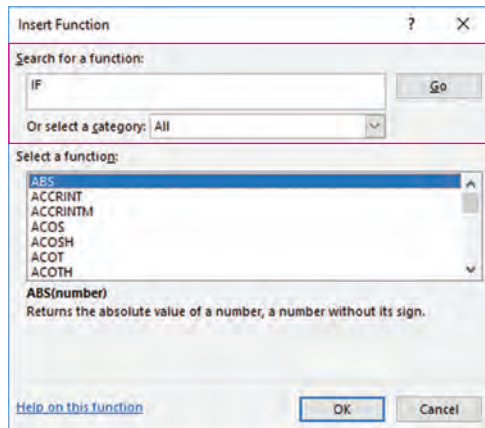 Insert Function ? X
Search for a function:
IF
Go
Or select a category: All
Select a function:
ABS
ACCRINT
ACCRINTM
ACOS
ACOSH
ACOT
ACOTH
ABS(number)
Returns the absolute value of a number, a number without its sign.
Help on this function OK Cancel